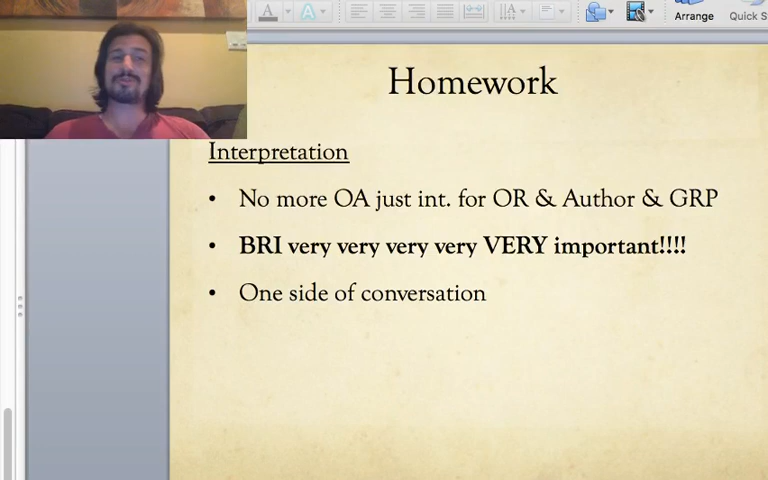 Arrange
Quick S
Homework
Interpretation
• No more OA just int. for OR & Author & GRP
• BRI very very very very VERY important!!!!
• One side of conversation